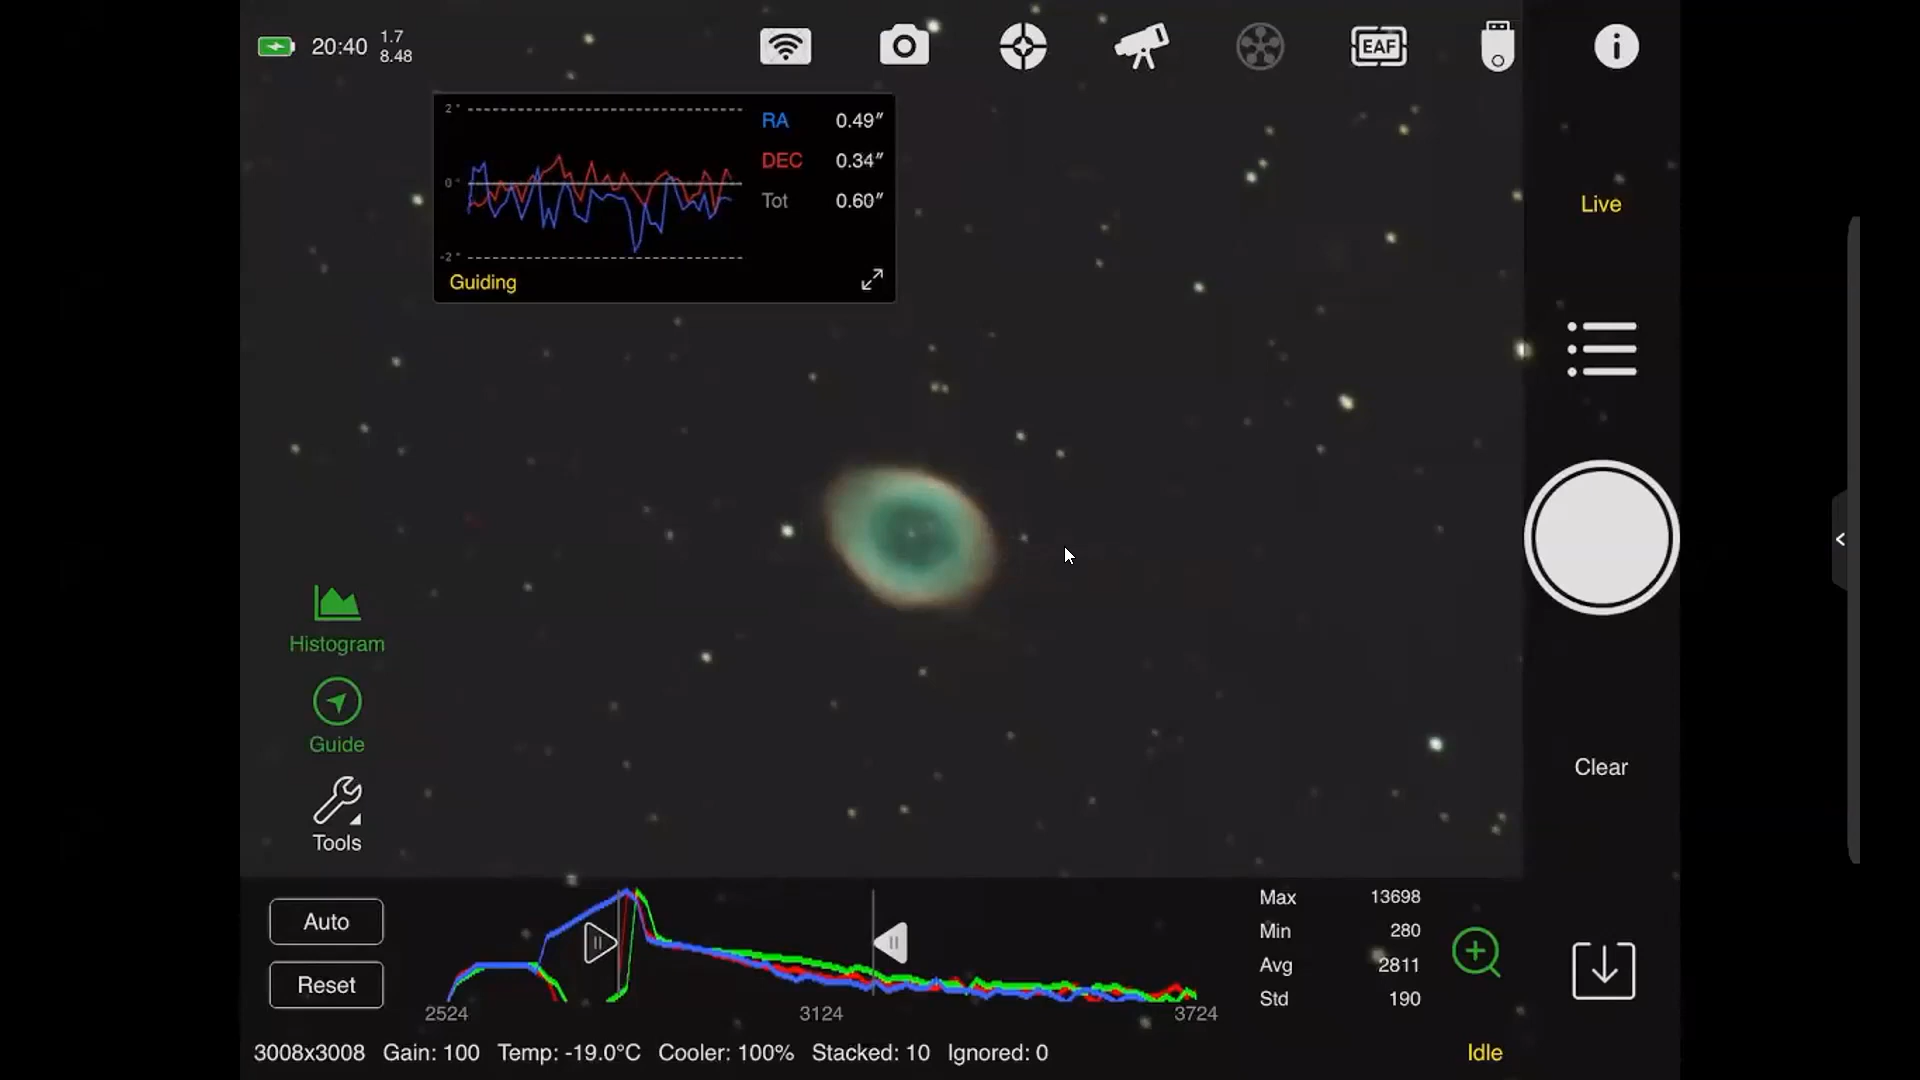 20:40
1.7
8.48
EAF
2"
0"
-2"
RA 0.49"
DEC 0.34"
Tot 0.60"
Guiding
Live
Histogram
Guide
Tools
Clear
Auto
Reset
2524 3124 3724
Max 13698
Min 280
Avg 2811
Std 190
3008x3008 Gain: 100 Temp: -19.0°C Cooler: 100% Stacked: 10 Ignored: 0 Idle